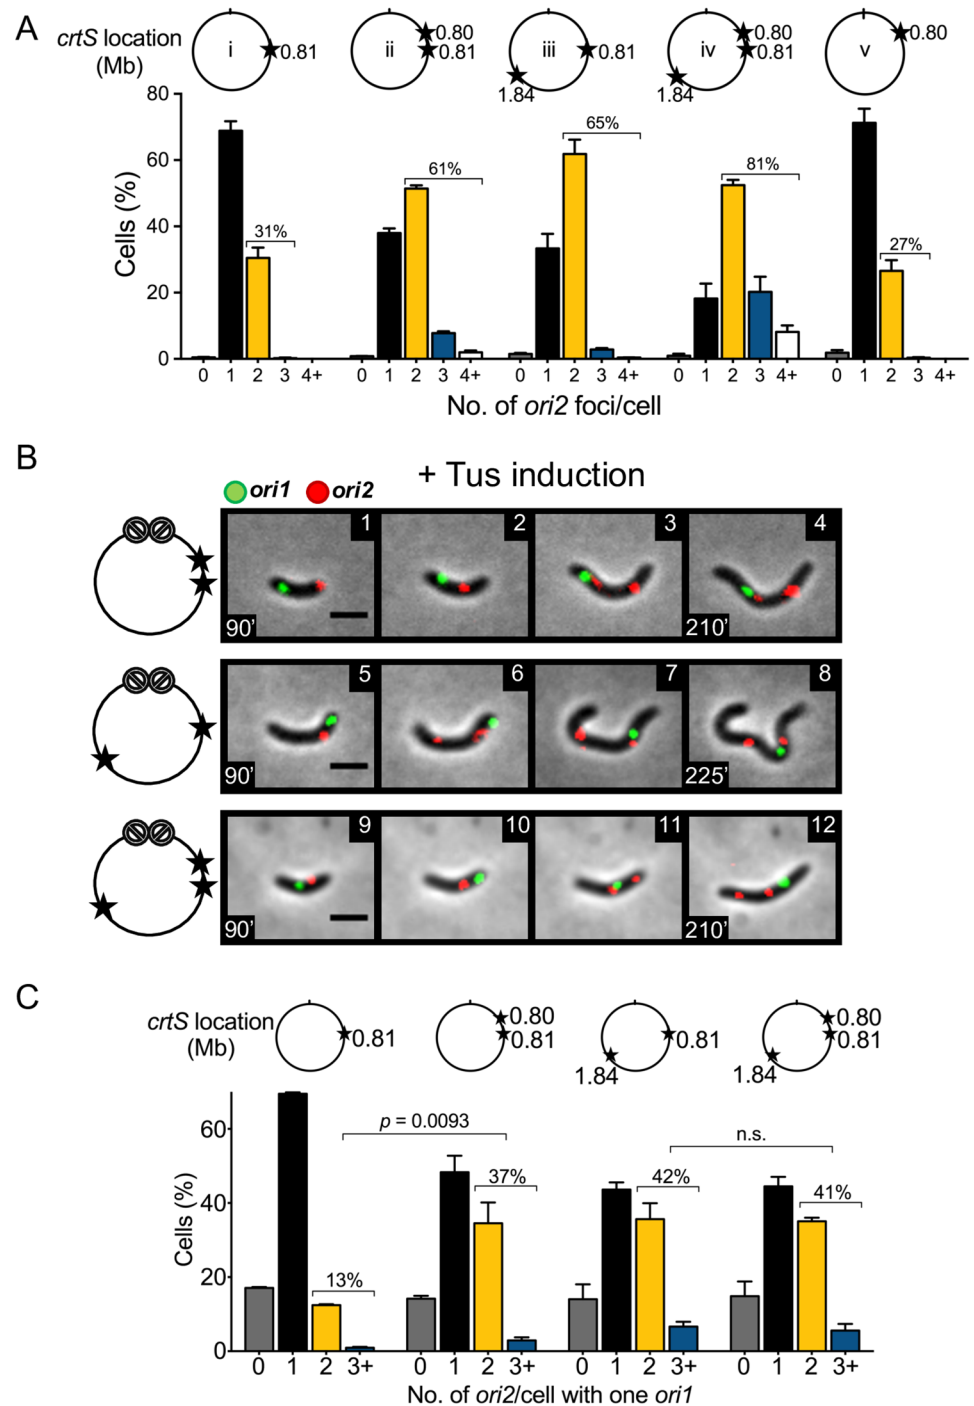 A
crtS location
(Mb)
i
0.81
ii
0.80
0.81
iii
0.81
1.84
iv
0.80
0.81
1.84
v
0.80
Cells (%)
80
60
40
20
0
31%
61%
65%
81%
27%
0 1 2 3 4+ 0 1 2 3 4+ 0 1 2 3 4+ 0 1 2 3 4+ 0 1 2 3 4+
No. of ori2 foci/cell
B
+ Tus induction
ori1 ori2
1 2 3 4
90' 210'
5 6 7 8
90' 225'
9 10 11 12
90' 210'
C
crtS location
(Mb)
0.81
0.80
0.81
0.81
1.84
0.80
0.81
1.84
Cells (%)
60
40
20
0
p = 0.0093
n.s.
13%
37%
42%
41%
0 1 2 3+ 0 1 2 3+ 0 1 2 3+ 0 1 2 3+
No. of ori2/cell with one ori1